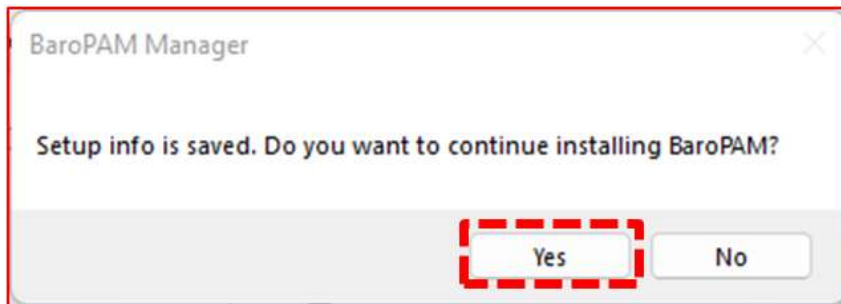 BaroPAM Manager
Setup info is saved. Do you want to continue installing BaroPAM?
Yes No